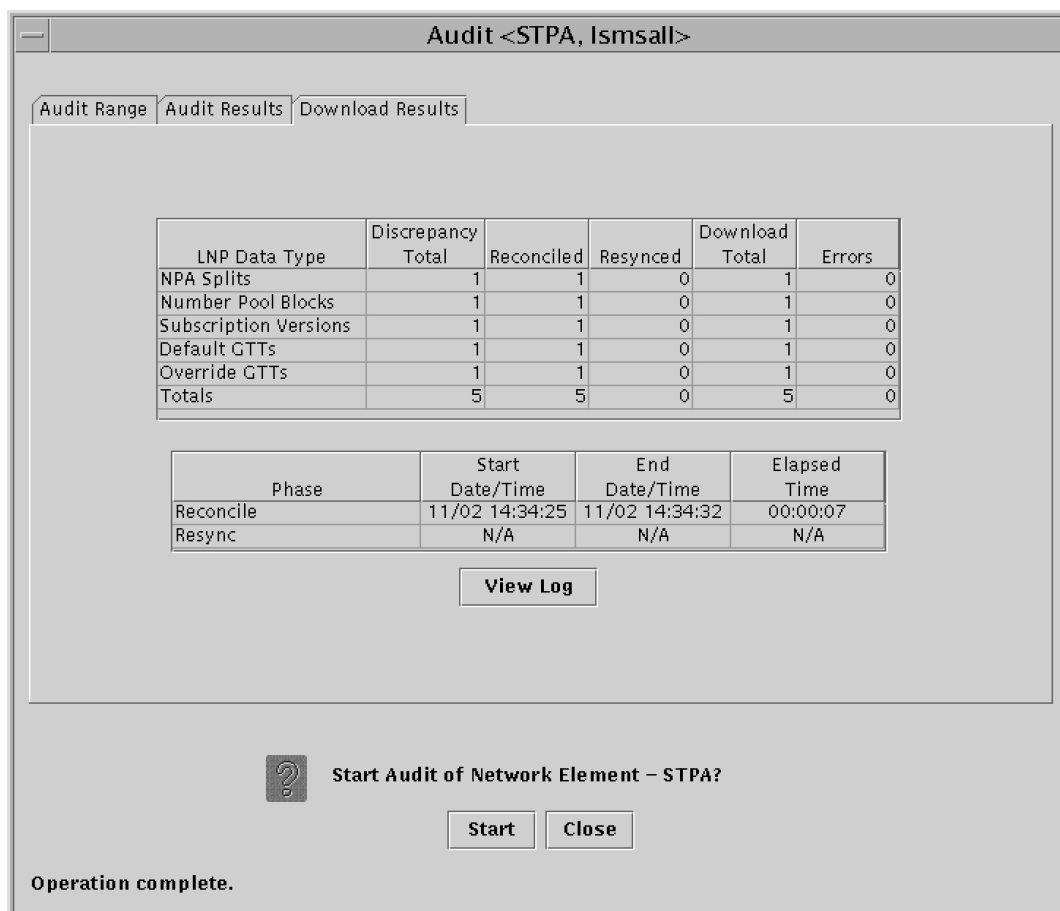 Audit <STPA, lsmsall>
Audit Range Audit Results Download Results
LNP Data Type Discrepancy Total Reconciled Resynced Download Total Errors
NPA Splits 1 1 0 1 0
Number Pool Blocks 1 1 0 1 0
Subscription Versions 1 1 0 1 0
Default GTTs 1 1 0 1 0
Override GTTs 1 1 0 1 0
Totals 5 5 0 5 0
Phase Start Date/Time End Date/Time Elapsed Time
Reconcile 11/02 14:34:25 11/02 14:34:32 00:00:07
Resync N/A N/A N/A
View Log
? Start Audit of Network Element – STPA?
Start Close
Operation complete.